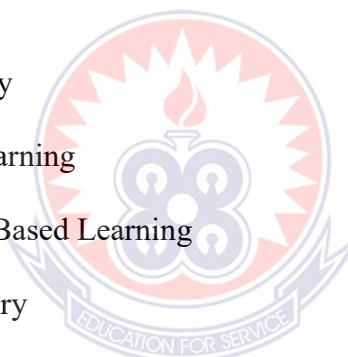 y
arning
Based Learning
ry
EDUCATION FOR SERVICE